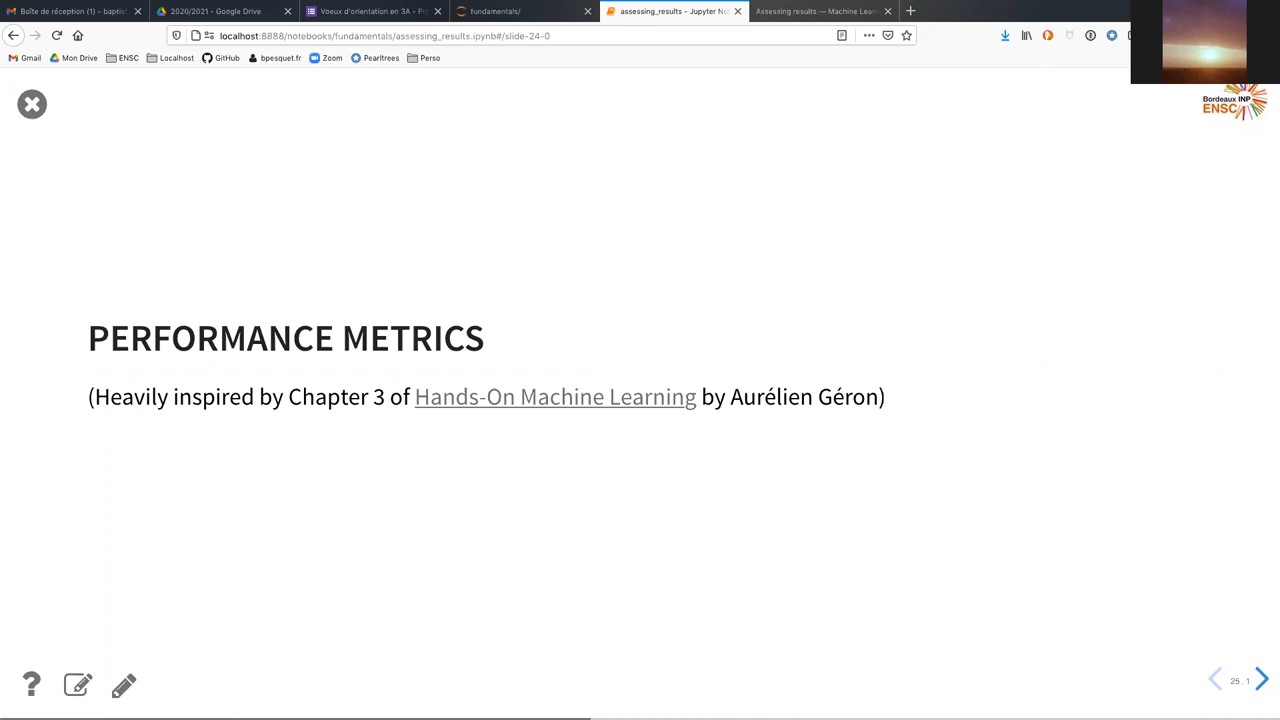 Boîte de réception (1) - baptis
2020/2021 - Google Drive
Voeux d'orientation en 3A - Pro
fundamentals/
assessing_results - Jupyter No
Assessing results — Machine Learn
localhost:8888/notebooks/fundamentals/assessing_results.ipynb#/slide-24-0
Gmail
Mon Drive
ENSC
Localhost
GitHub
bpesquet.fr
Zoom
Pearltrees
Perso
Bordeaux INP
ENSC
PERFORMANCE METRICS
(Heavily inspired by Chapter 3 of Hands-On Machine Learning by Aurélien Géron)
?
25.1